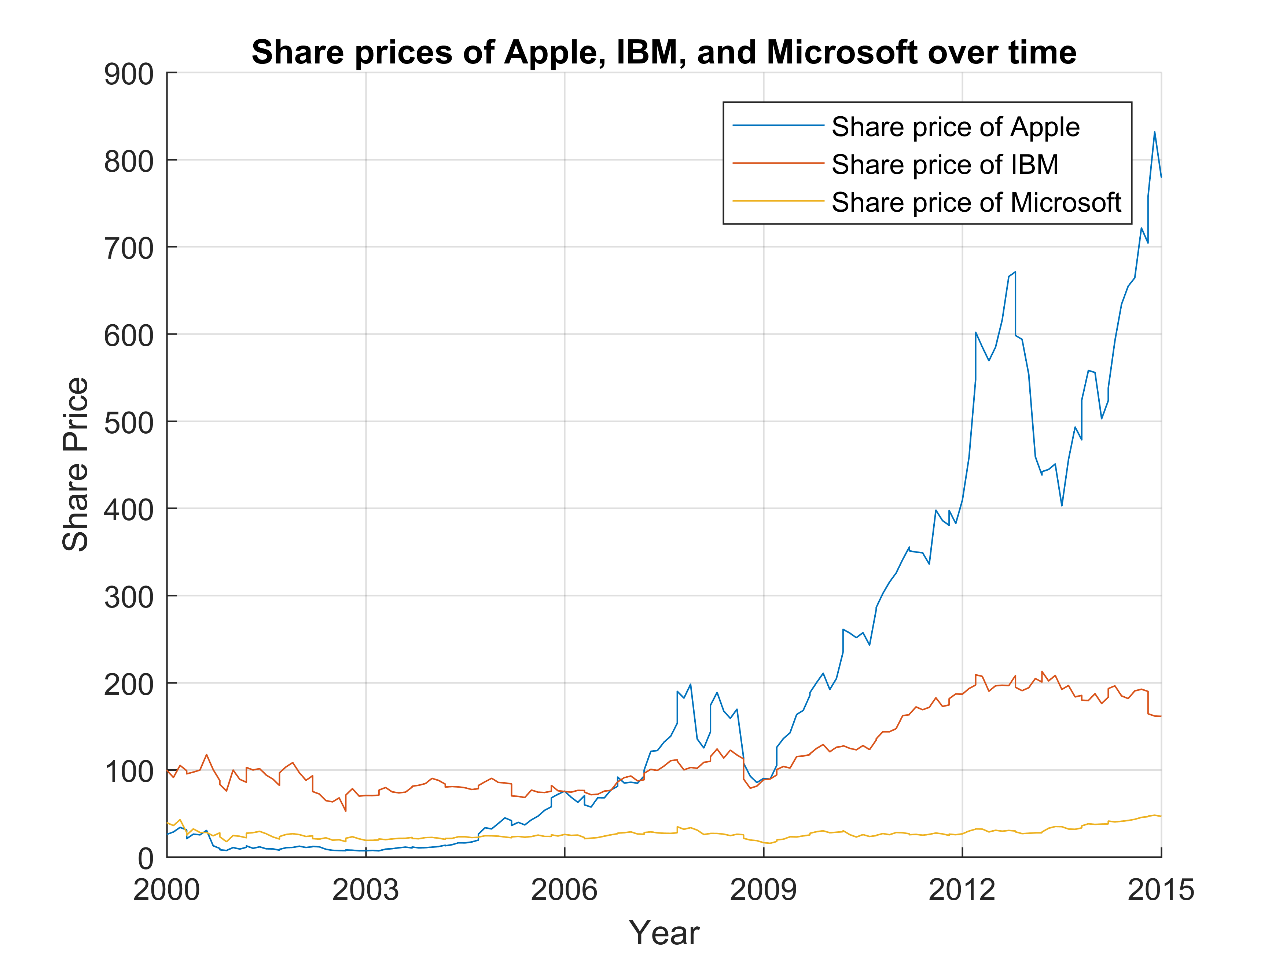 Share prices of Apple, IBM, and Microsoft over time
900
800
700
600
500
400
300
200
100
0
Share Price
Share price of Apple
Share price of IBM
Share price of Microsoft
2000 2003 2006 2009 2012 2015
Year